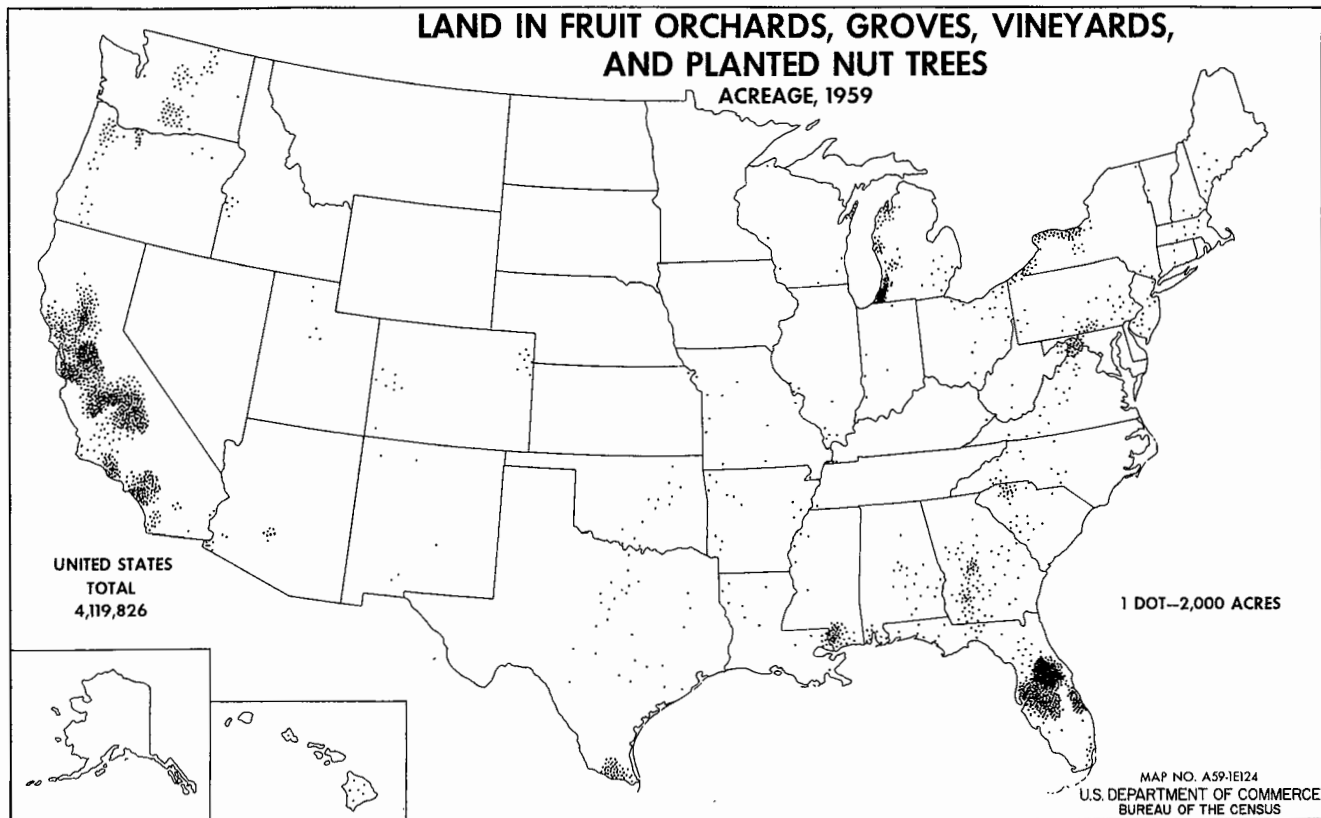 LAND IN FRUIT ORCHARDS, GROVES, VINEYARDS,
AND PLANTED NUT TREES
ACREAGE, 1959
UNITED STATES
TOTAL
4,119,826
1 DOT—2,000 ACRES
MAP NO. A59-1E124
U.S. DEPARTMENT OF COMMERCE
BUREAU OF THE CENSUS